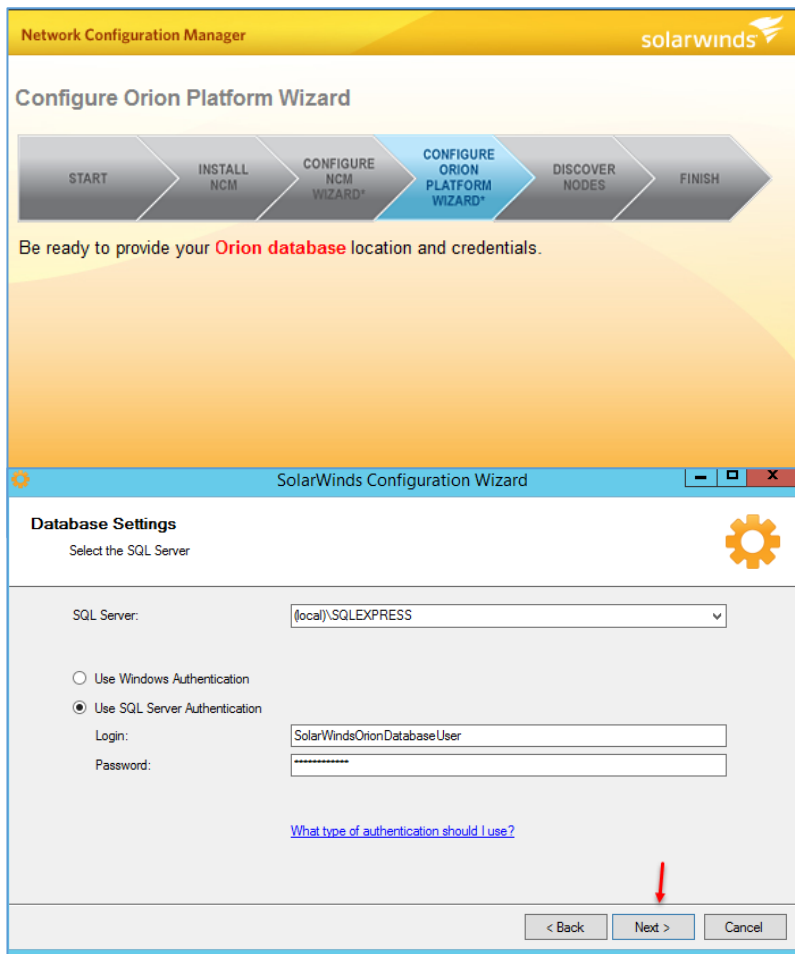 Network Configuration Manager
solarwinds
Configure Orion Platform Wizard
START
INSTALL
NCM
CONFIGURE
NCM
WIZARD*
CONFIGURE
ORION
PLATFORM
WIZARD*
DISCOVER
NODES
FINISH
Be ready to provide your Orion database location and credentials.
SolarWinds Configuration Wizard
Database Settings
Select the SQL Server
SQL Server:
(local)\SQLEXPRESS
Use Windows Authentication
Use SQL Server Authentication
Login:
SolarWindsOrionDatabaseUser
Password:
************
What type of authentication should I use?
< Back
Next >
Cancel